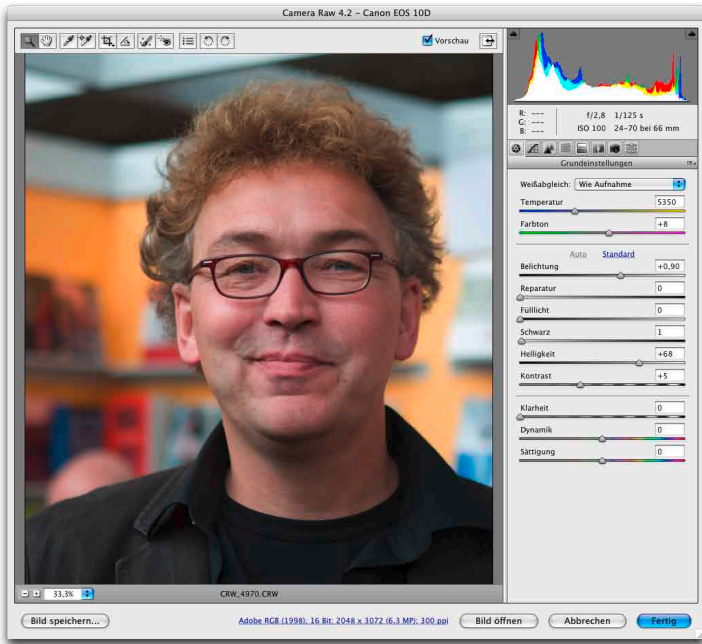 Camera Raw 4.2 – Canon EOS 10D
Vorschau
R: ---
G: ---
B: ---
f/2,8 1/125 s
ISO 100 24–70 bei 66 mm
Grundeinstellungen
Weißabgleich: Wie Aufnahme
Temperatur 5350
Farbton +8
Auto Standard
Belichtung +0,90
Reparatur 0
Fülllicht 0
Schwarz 1
Helligkeit +68
Kontrast +5
Klarheit 0
Dynamik 0
Sättigung 0
33,3% CRW_4970.CRW
Bild speichern... Adobe RGB (1998); 16 Bit; 2048 x 3072 (6,3 MP); 300 ppi Bild öffnen Abbrechen Fertig